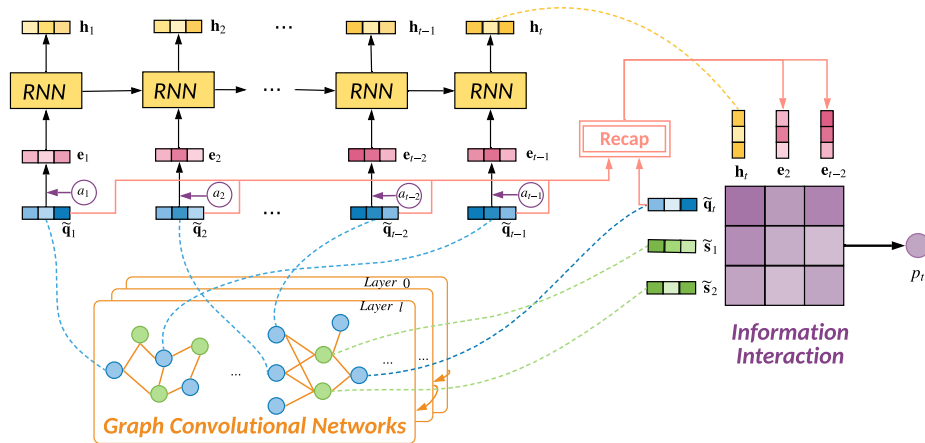 h₁ h₂ ... hₜ₋₁ hₜ
RNN RNN ... RNN RNN
Recap
e₁ e₂ eₜ₋₂ eₜ₋₁
hₜ e₂ eₜ₋₂
a₁ a₂ aₜ₋₂ aₜ₋₁
q̃₁ q̃₂ ... q̃ₜ₋₂ q̃ₜ₋₁
q̃ₜ
s̃₁
s̃₂
pₜ
Layer 0
Layer l
... ... ...
Information
Interaction
Graph Convolutional Networks